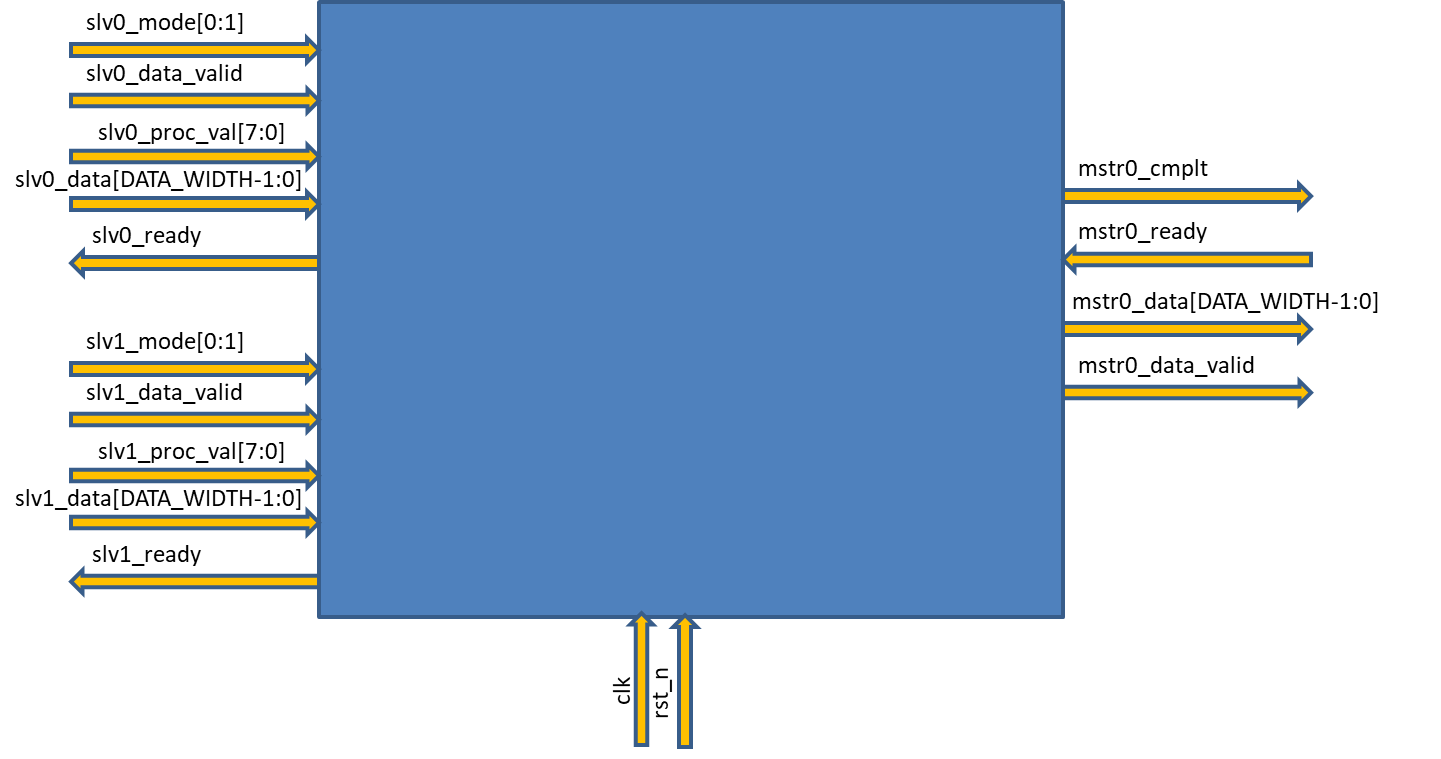 slv0_mode[0:1]
slv0_data_valid
slv0_proc_val[7:0]
slv0_data[DATA_WIDTH-1:0]
slv0_ready
slv1_mode[0:1]
slv1_data_valid
slv1_proc_val[7:0]
slv1_data[DATA_WIDTH-1:0]
slv1_ready
mstr0_cmplt
mstr0_ready
mstr0_data[DATA_WIDTH-1:0]
mstr0_data_valid
clk
rst_n